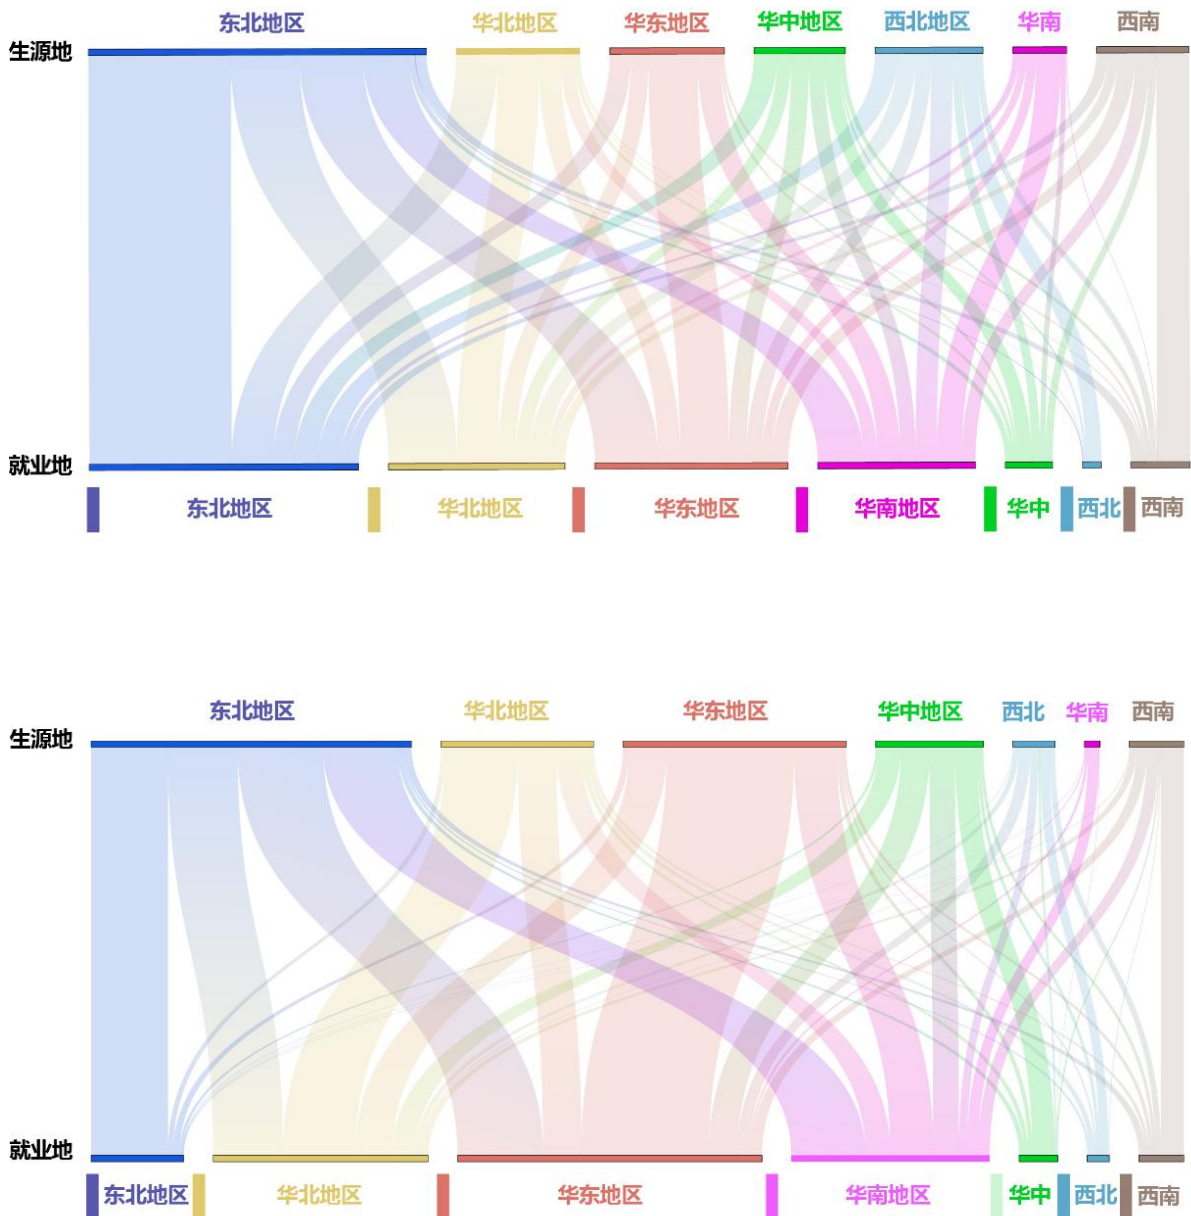 东北地区 华北地区 华东地区 华中地区 西北地区 华南 西南
生源地
就业地
东北地区 华北地区 华东地区 华南地区 华中 西北 西南
东北地区 华北地区 华东地区 华中地区 西北 华南 西南
生源地
就业地
东北地区 华北地区 华东地区 华南地区 华中 西北 西南